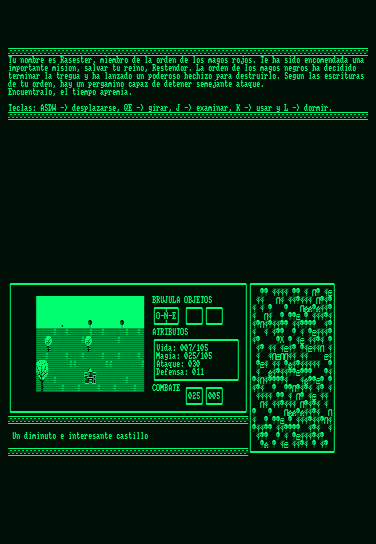 Tu nombre es Rasester, miembro de la orden de los magos rojos. Te ha sido encomendada una
importante mision, salvar tu reino, Kestendor. La orden de los magos negros ha decidido
terminar la tregua y ha lanzado un poderoso hechizo para destruirlo. Segun las escrituras
de tu orden, hay un pergamino capaz de detener semejante ataque.
Encuentralo, el tiempo apremia.
Teclas: ASDW -> desplazarse, QE -> girar, J -> examinar, K -> usar y L -> dormir.
BRUJULA OBJETOS
O-N-E
ATRIBUTOS
Vida: 007/105
Magia: 025/105
Ataque: 030
Defensa: 011
COMBATE
025 005
Un diminuto e interesante castillo